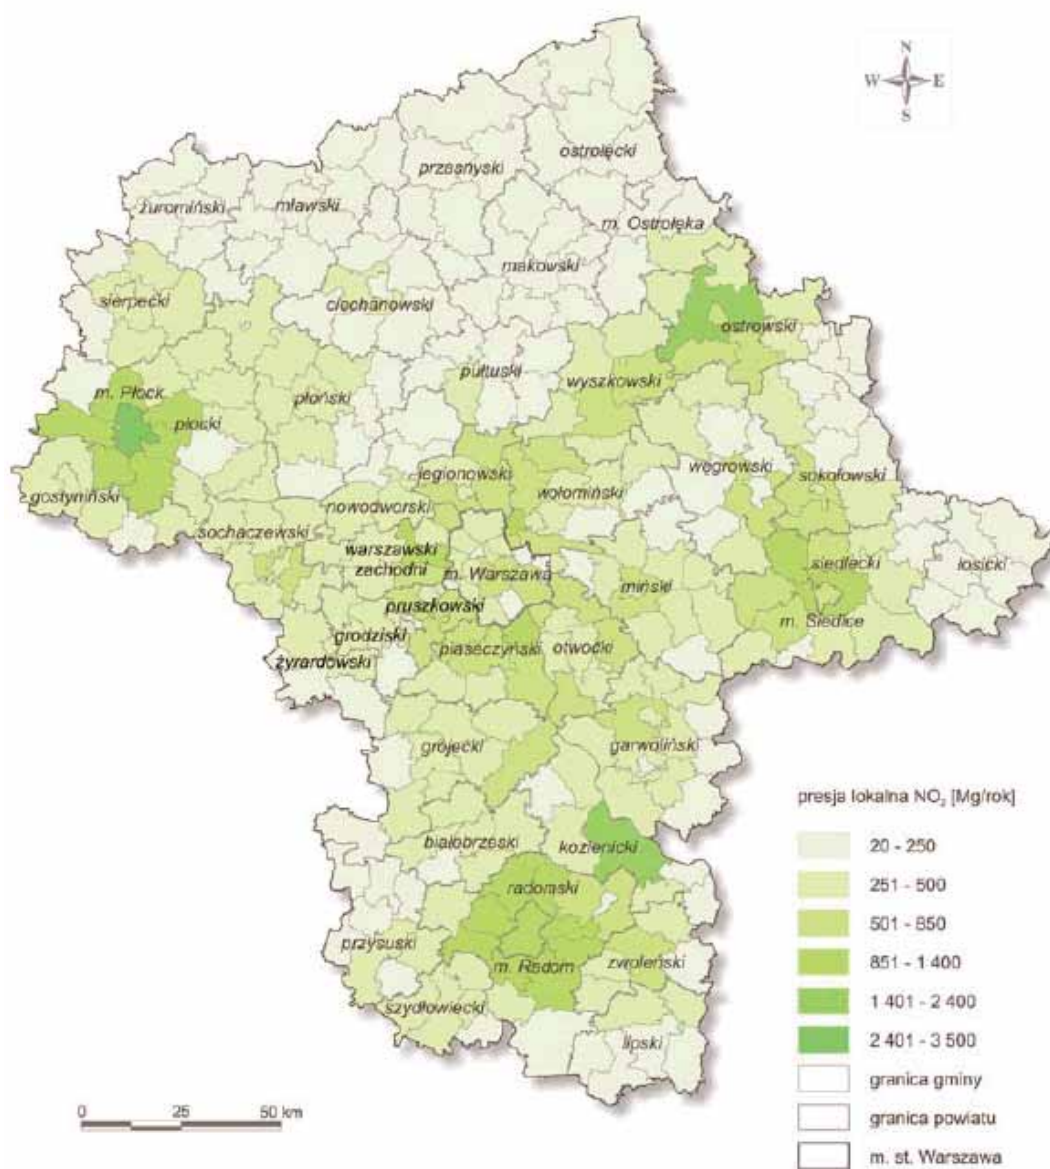 N
W E
S
przasnyski
ostrołęcki
żuromiński
mławski
m. Ostrołęka
makowski
sierpecki
ciechanowski
ostrowski
pułtuski
wyszkowski
m. Płock
płoński
płocki
węgrowski
sokołowski
legionowski
wołomiński
gostyniński
nowodworski
sochaczewski
warszawski
zachodni
m. Warszawa
siedlecki
łosicki
miński
pruszkowski
m. Siedlce
grodziski
piaseczyński
otwocki
żyrardowski
grójecki
garwoliński
presja lokalna NO₂ [Mg/rok]
białobrzeski
kozienicki
20 - 250
radomski
251 - 500
501 - 850
przysuski
m. Radom
zwoleński
851 - 1 400
szydłowiecki
1 401 - 2 400
lipski
2 401 - 3 500
granica gminy
0 25 50 km
granica powiatu
m. st. Warszawa